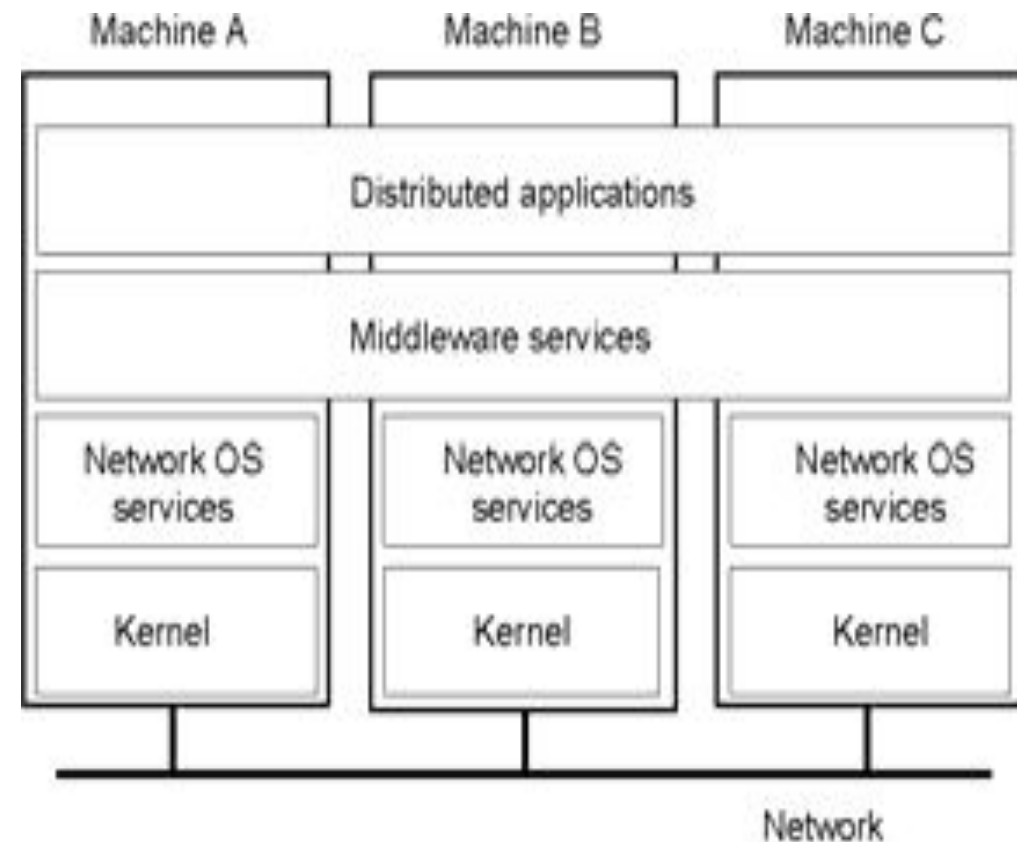 Machine A
Machine B
Machine C
Distributed applications
Middleware services
Network OS
services
Network OS
services
Network OS
services
Kernel
Kernel
Kernel
Network